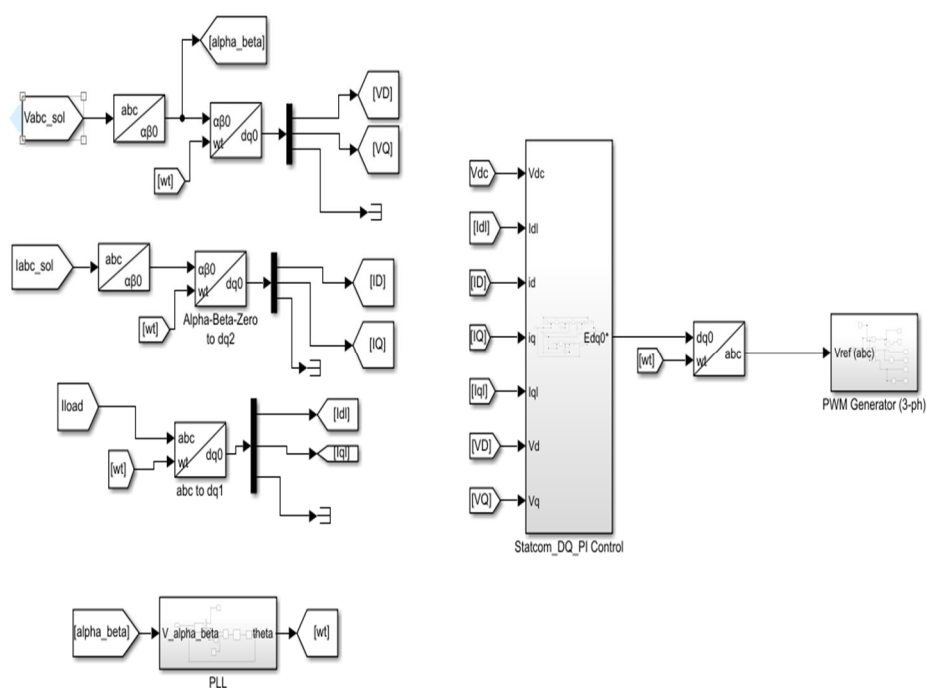 [alpha_beta]
Vabc_sol
abc
αβ0
αβ0
wt
dq0
[VD]
[VQ]
[wt]
Iabc_sol
abc
αβ0
αβ0
wt
dq0
[ID]
[IQ]
[wt]
Alpha-Beta-Zero
to dq2
Iload
abc
wt
dq0
[Idl]
[Iql]
[wt]
abc to dq1
[alpha_beta]
V_alpha_beta
theta
[wt]
PLL
Vdc
Vdc
[Idl]
Idl
[ID]
id
[IQ]
iq
Edq0*
[Iql]
Iql
[VD]
Vd
[VQ]
Vq
Statcom_DQ_PI Control
[wt]
dq0
wt
abc
Vref (abc)
PWM Generator (3-ph)